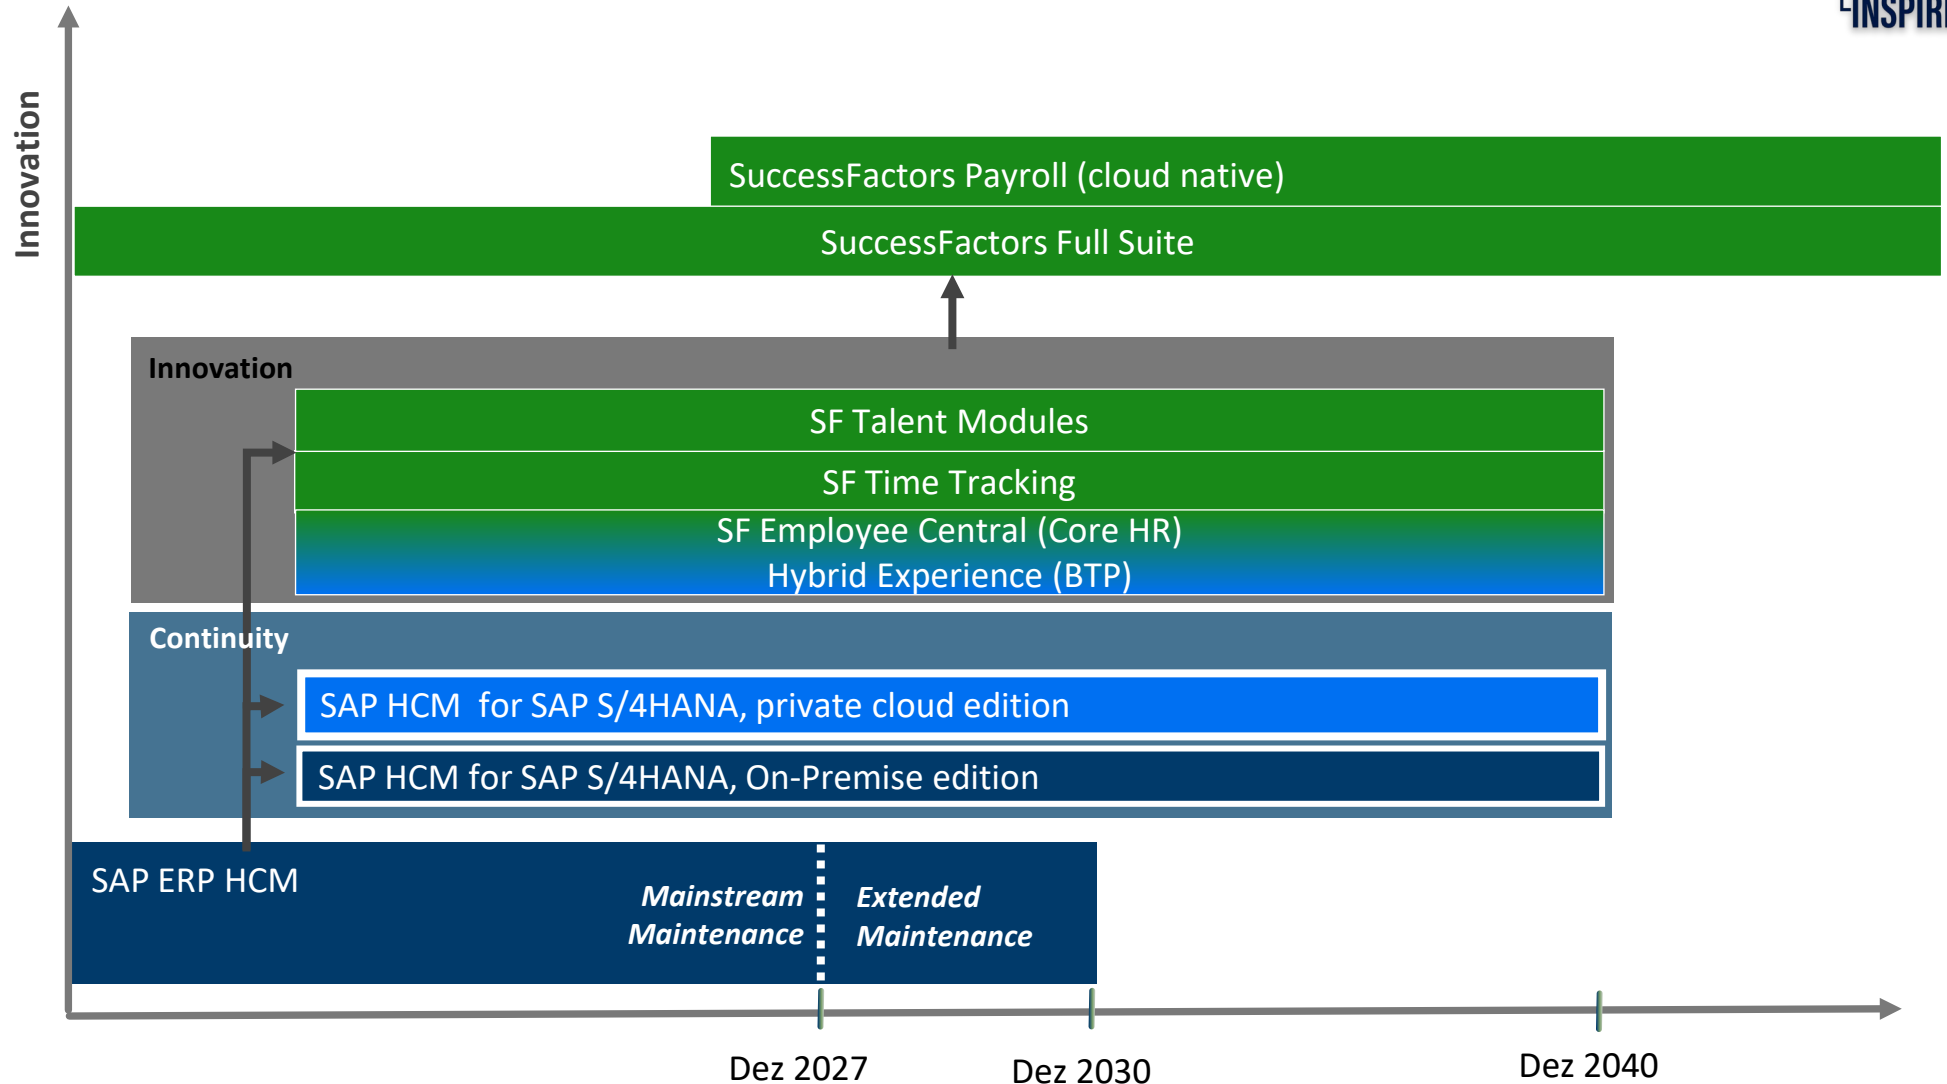 INSPIRE
Innovation
SuccessFactors Payroll (cloud native)
SuccessFactors Full Suite
Innovation
SF Talent Modules
SF Time Tracking
SF Employee Central (Core HR)
Hybrid Experience (BTP)
Continuity
SAP HCM  for SAP S/4HANA, private cloud edition
SAP HCM for SAP S/4HANA, On-Premise edition
SAP ERP HCM
Mainstream
Maintenance
Extended
Maintenance
Dez 2027
Dez 2030
Dez 2040